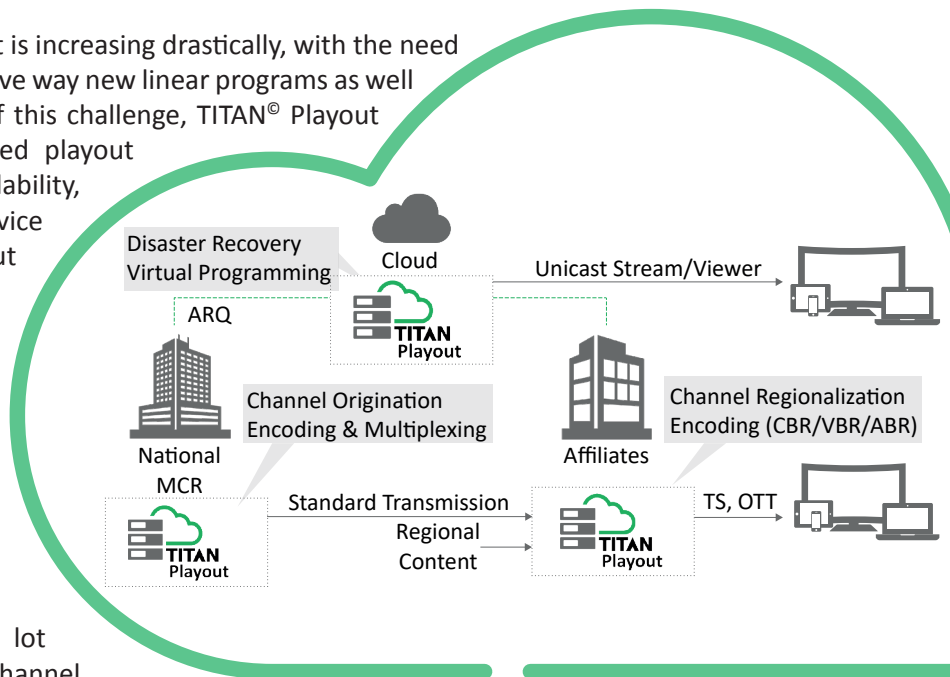 t is increasing drastically, with the need
ve way new linear programs as well
f this challenge, TITAN© Playout
ed playout
ability,
vice
ut
Disaster Recovery
Virtual Programming
Cloud
Unicast Stream/Viewer
ARQ
TITAN
Playout
Channel Origination
Encoding & Multiplexing
Channel Regionalization
Encoding (CBR/VBR/ABR)
National
MCR
Affiliates
Standard Transmission
Regional
Content
TS, OTT
TITAN
Playout
TITAN
Playout
lot
hannel